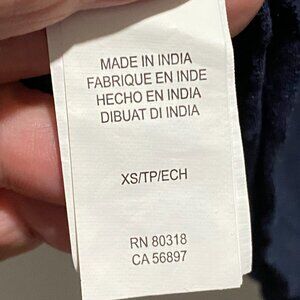 MADE IN INDIA
FABRIQUE EN INDE
HECHO EN INDIA
DIBUAT DI INDIA
XS/TP/ECH
RN 80318
CA 56897